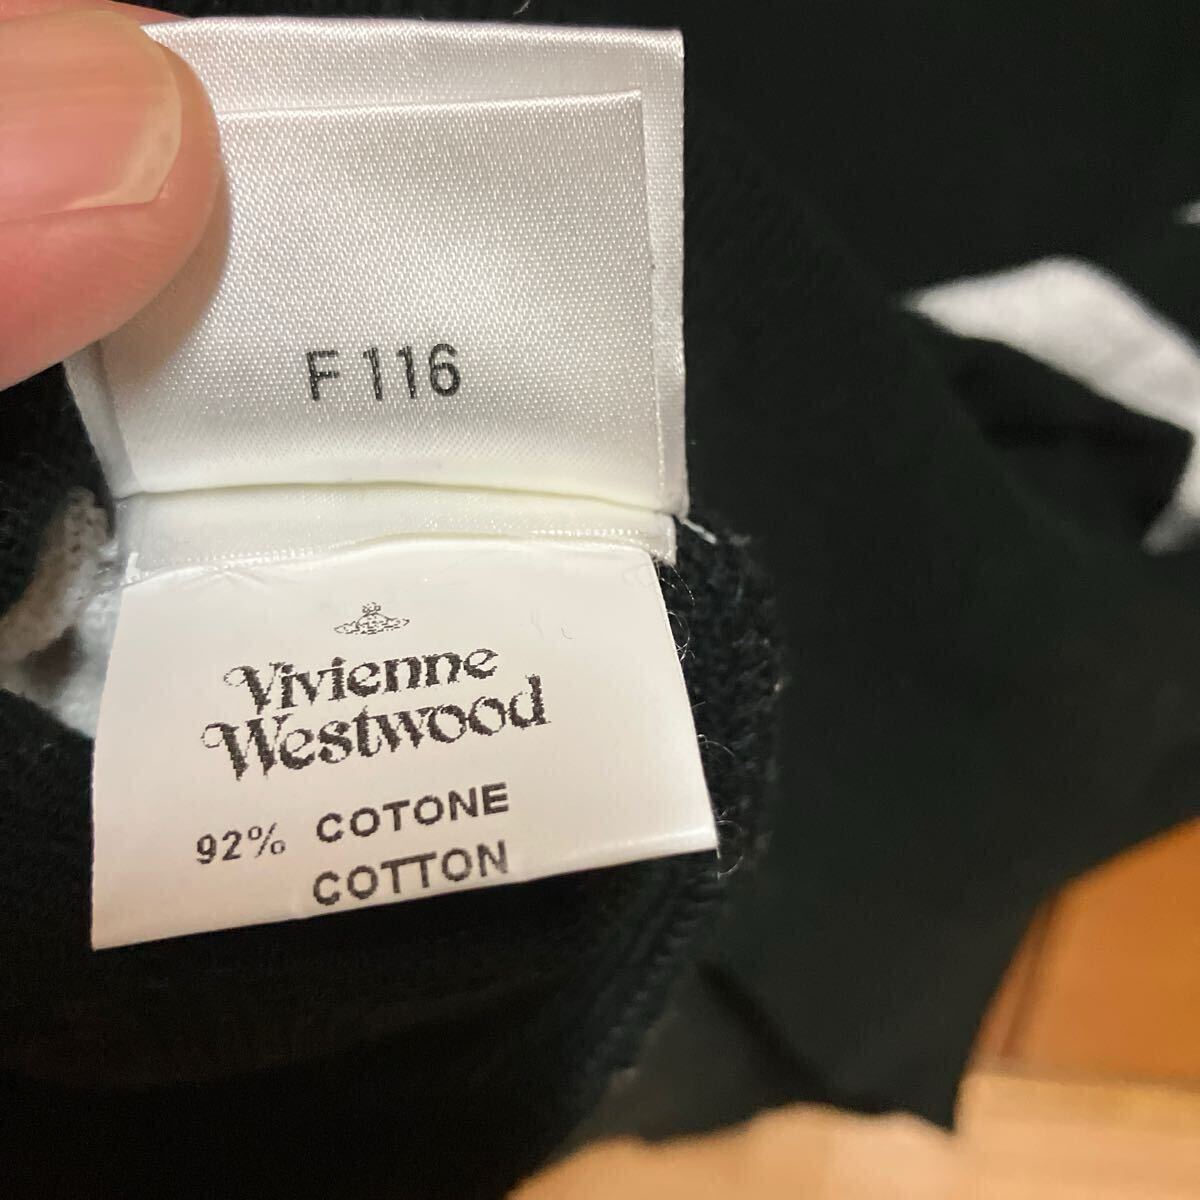 F 116
Vivienne
Westwood
92% COTONE
COTTON